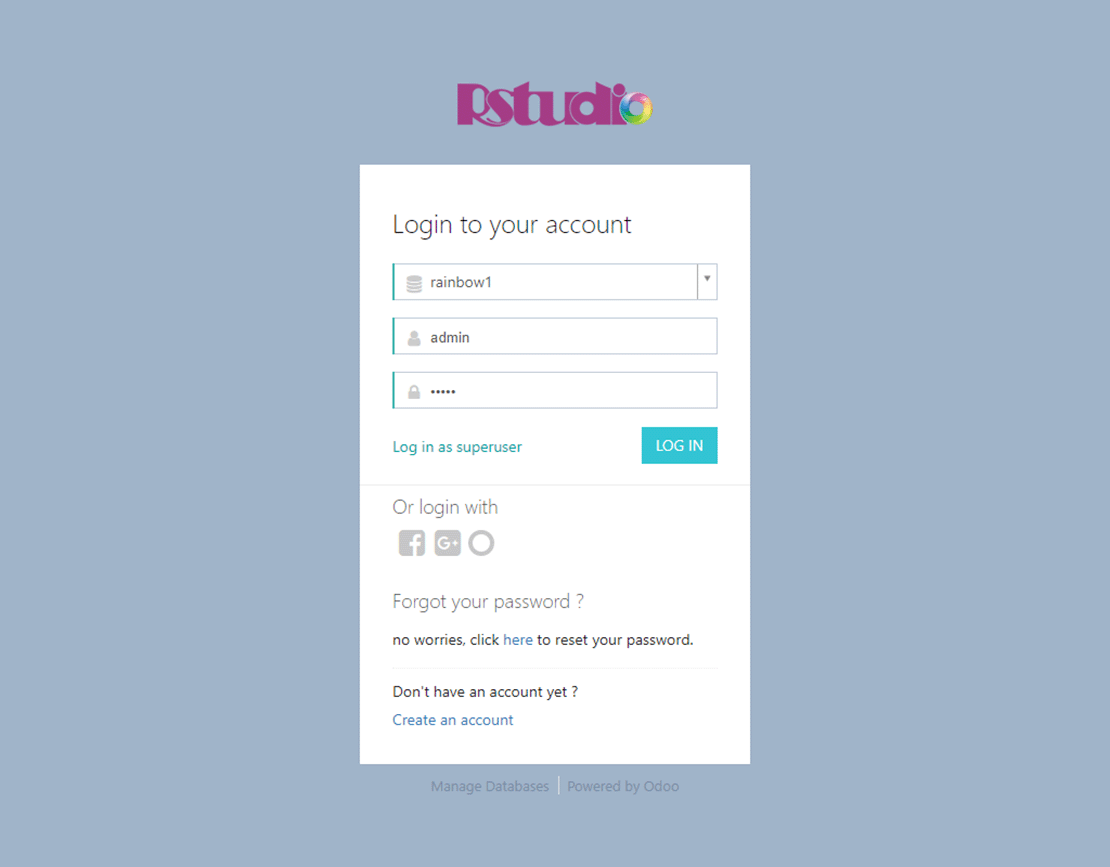 Rstudio
Login to your account
rainbow1
admin
•••••
Log in as superuser
LOG IN
Or login with
G+
Forgot your password ?
no worries, click here to reset your password.
Don't have an account yet ?
Create an account
Manage Databases | Powered by Odoo